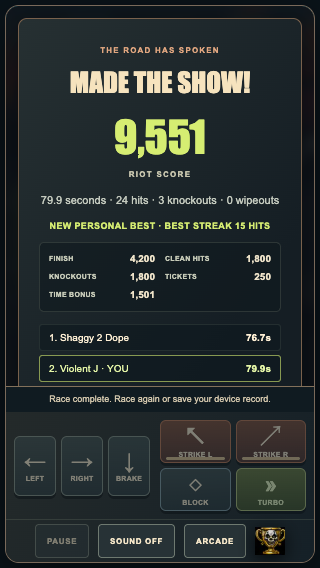 THE ROAD HAS SPOKEN
MADE THE SHOW!
9,551
RIOT SCORE
79.9 seconds · 24 hits · 3 knockouts · 0 wipeouts
NEW PERSONAL BEST · BEST STREAK 15 HITS
FINISH 4,200 CLEAN HITS 1,800
KNOCKOUTS 1,800 TICKETS 250
TIME BONUS 1,501
1. Shaggy 2 Dope 76.7s
2. Violent J · YOU 79.9s
Race complete. Race again or save your device record.
STRIKE L STRIKE R
LEFT RIGHT BRAKE
BLOCK TURBO
PAUSE SOUND OFF ARCADE